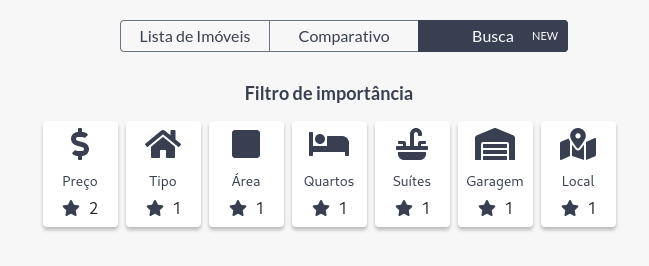 Lista de Imóveis Comparativo Busca NEW
Filtro de importância
Preço Tipo Área Quartos Suítes Garagem Local
2 1 1 1 1 1 1